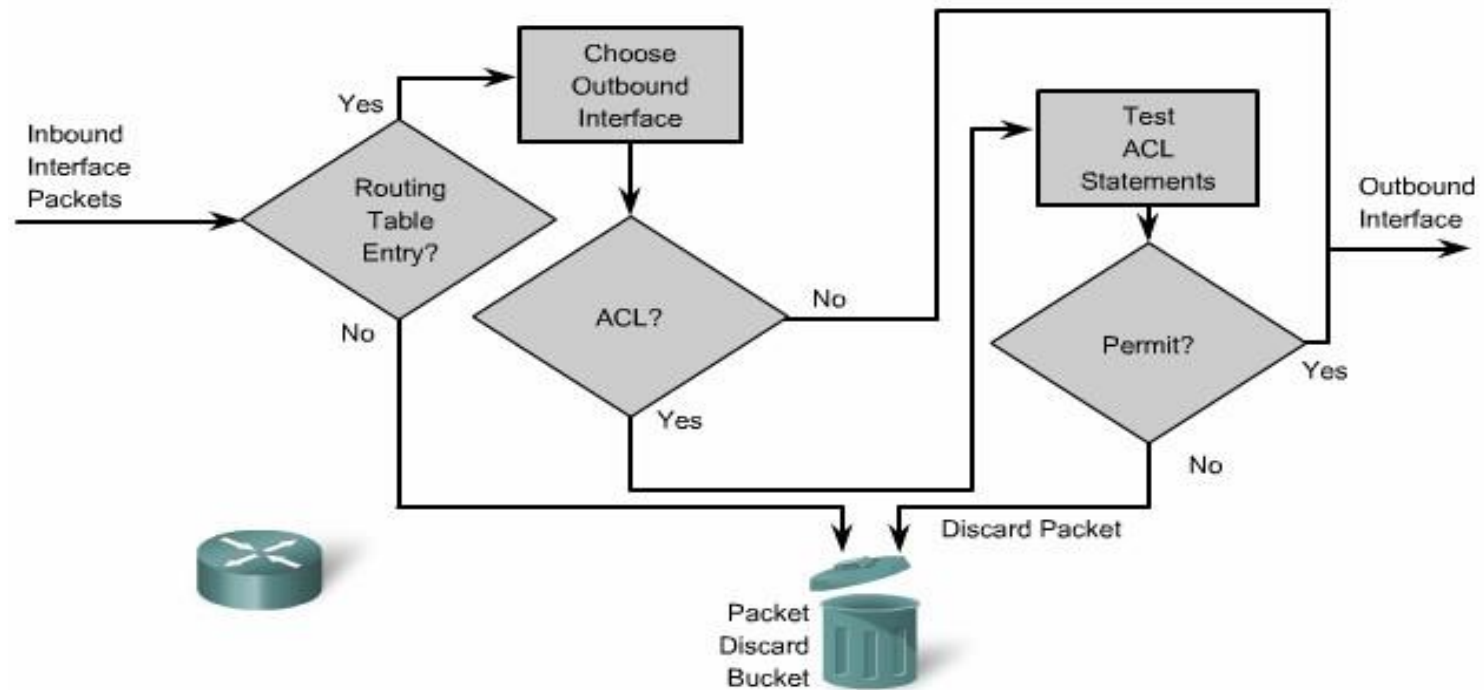 Inbound
Interface
Packets
Yes
Routing
Table
Entry?
No
Choose
Outbound
Interface
ACL?
No
Yes
Test
ACL
Statements
Permit?
Yes
No
Outbound
Interface
Discard Packet
Packet
Discard
Bucket